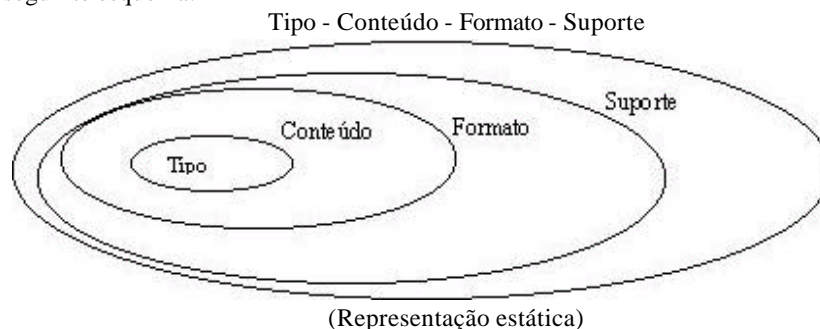 Tipo - Conteúdo - Formato - Suporte
Suporte
Conteúdo
Formato
Tipo
(Representação estática)